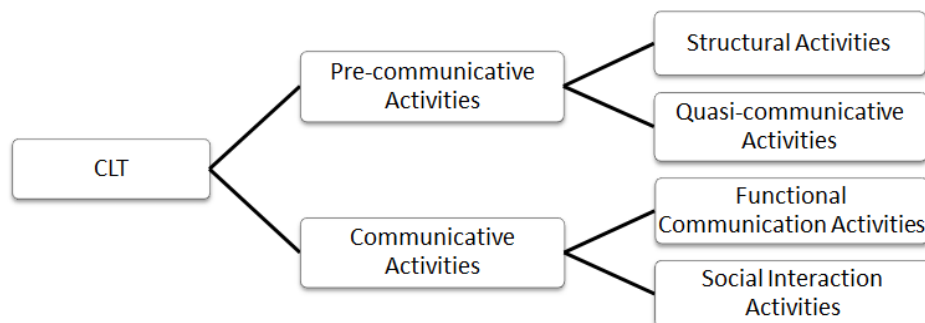 CLT
Pre-communicative
Activities
Structural Activities
Quasi-communicative
Activities
Communicative
Activities
Functional
Communication Activities
Social Interaction
Activities